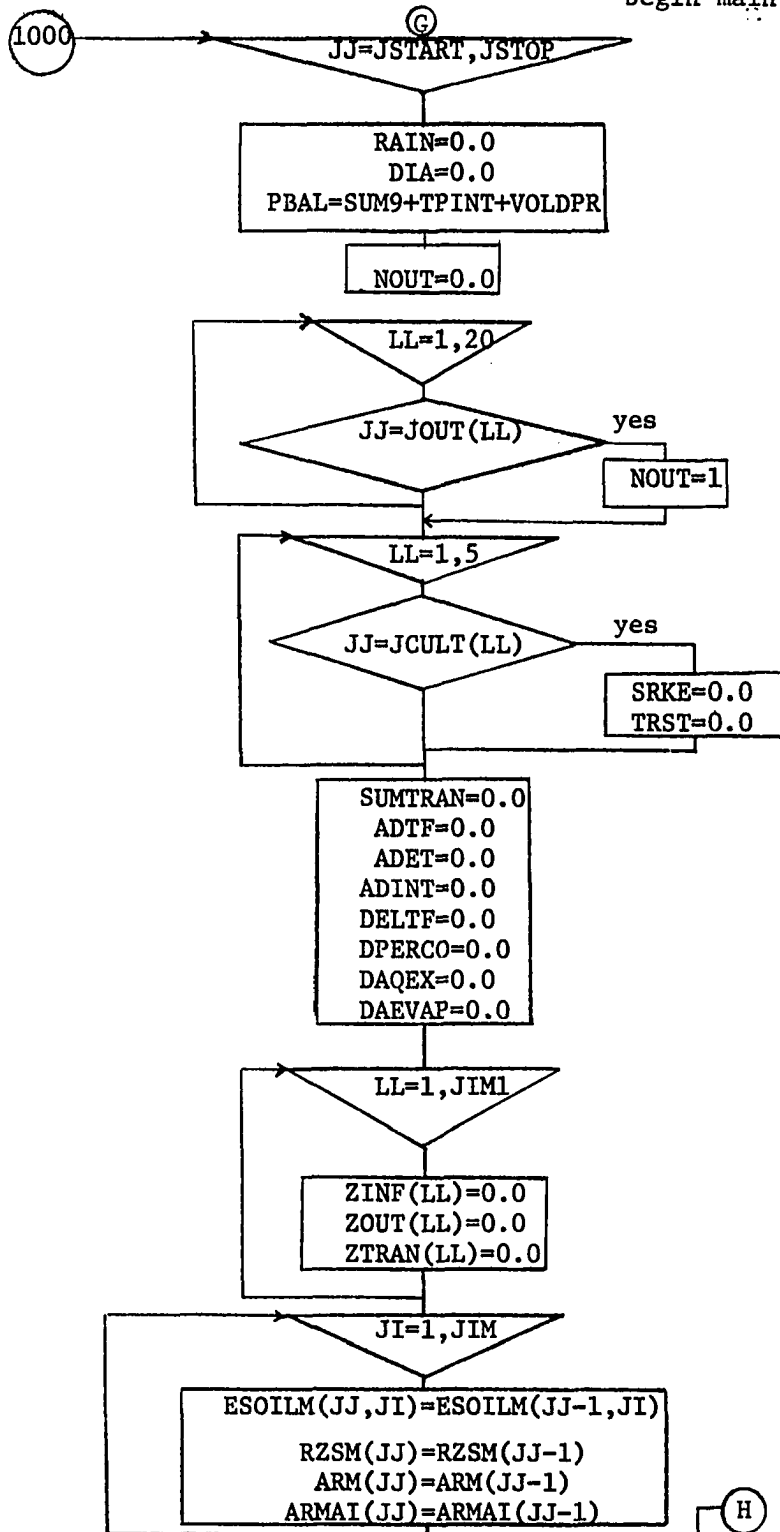 begin main
1000
G
JJ=JSTART,JSTOP
RAIN=0.0
DIA=0.0
PBAL=SUM9+TPINT+VOLDPR
NOUT=0.0
LL=1,20
JJ=JOUT(LL)
yes
NOUT=1
LL=1,5
JJ=JCULT(LL)
yes
SRKE=0.0
TRST=0.0
SUMTRAN=0.0
ADTF=0.0
ADET=0.0
ADINT=0.0
DELTF=0.0
DPERCO=0.0
DAQEX=0.0
DAEVAP=0.0
LL=1,JIM1
ZINF(LL)=0.0
ZOUT(LL)=0.0
ZTRAN(LL)=0.0
JI=1,JIM
ESOILM(JJ,JI)=ESOILM(JJ-1,JI)
RZSM(JJ)=RZSM(JJ-1)
ARM(JJ)=ARM(JJ-1)
ARMAI(JJ)=ARMAI(JJ-1)
H